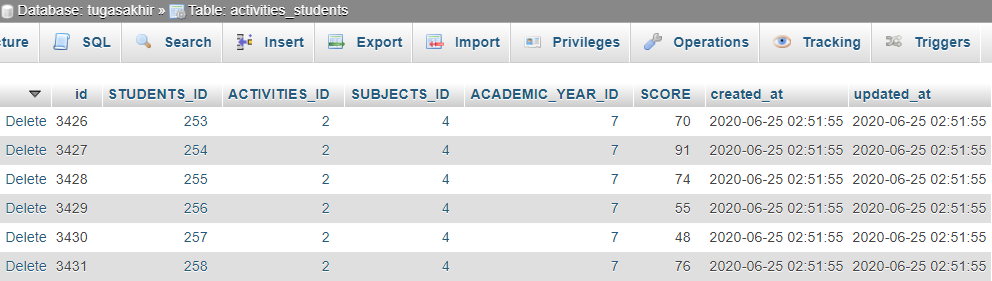 Database: tugasakhir » Table: activities_students
cture SQL Search Insert Export Import Privileges Operations Tracking Triggers
id STUDENTS_ID ACTIVITIES_ID SUBJECTS_ID ACADEMIC_YEAR_ID SCORE created_at updated_at
Delete 3426 253 2 4 7 70 2020-06-25 02:51:55 2020-06-25 02:51:55
Delete 3427 254 2 4 7 91 2020-06-25 02:51:55 2020-06-25 02:51:55
Delete 3428 255 2 4 7 74 2020-06-25 02:51:55 2020-06-25 02:51:55
Delete 3429 256 2 4 7 55 2020-06-25 02:51:55 2020-06-25 02:51:55
Delete 3430 257 2 4 7 48 2020-06-25 02:51:55 2020-06-25 02:51:55
Delete 3431 258 2 4 7 76 2020-06-25 02:51:55 2020-06-25 02:51:55